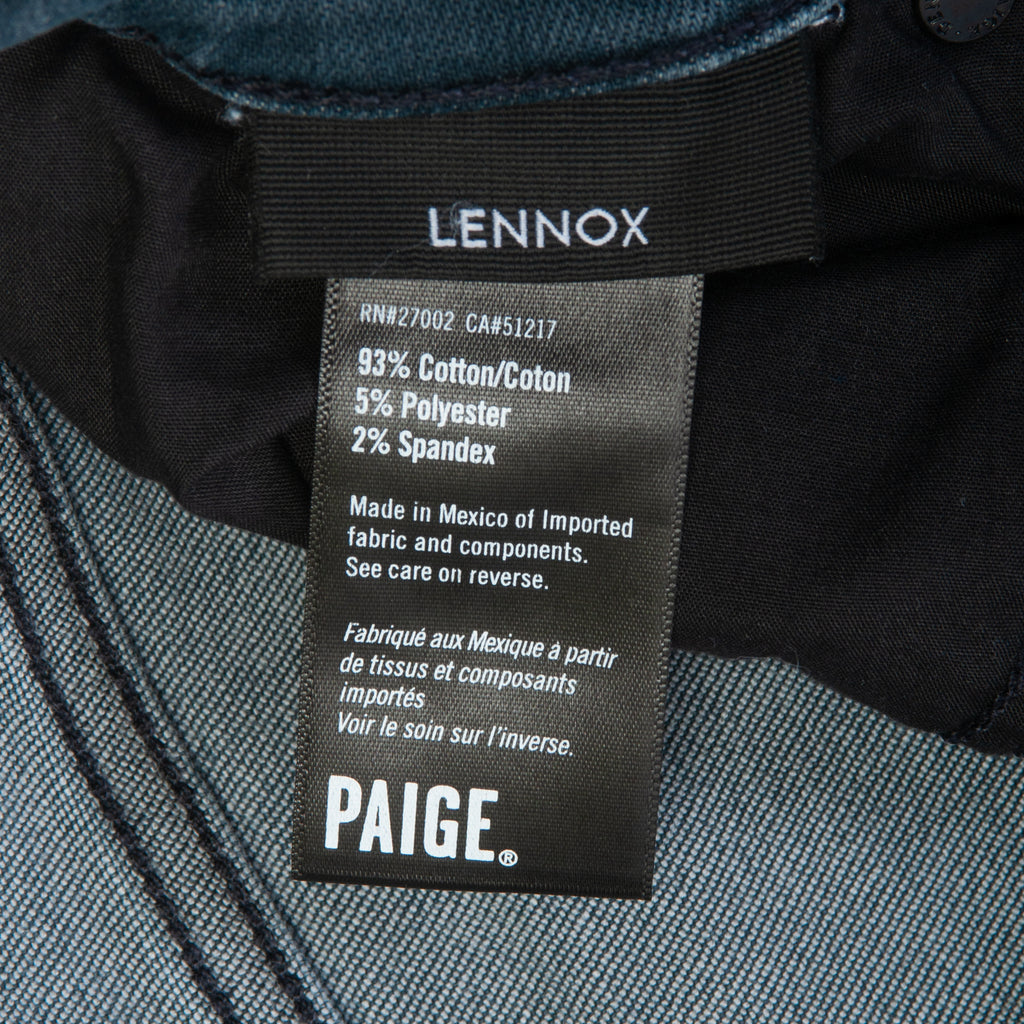 LENNOX
RN#27002 CA#51217
93% Cotton/Coton
5% Polyester
2% Spandex
Made in Mexico of Imported
fabric and components.
See care on reverse.
Fabriqué aux Mexique à partir
de tissus et composants
importés
Voir le soin sur l'inverse.
PAIGE®